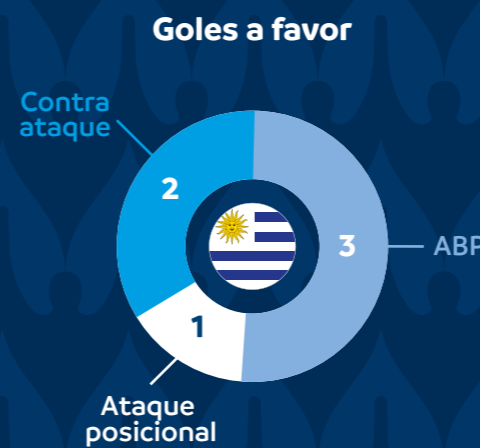 Goles a favor
Contra
ataque
2
3
ABP
1
Ataque
posicional